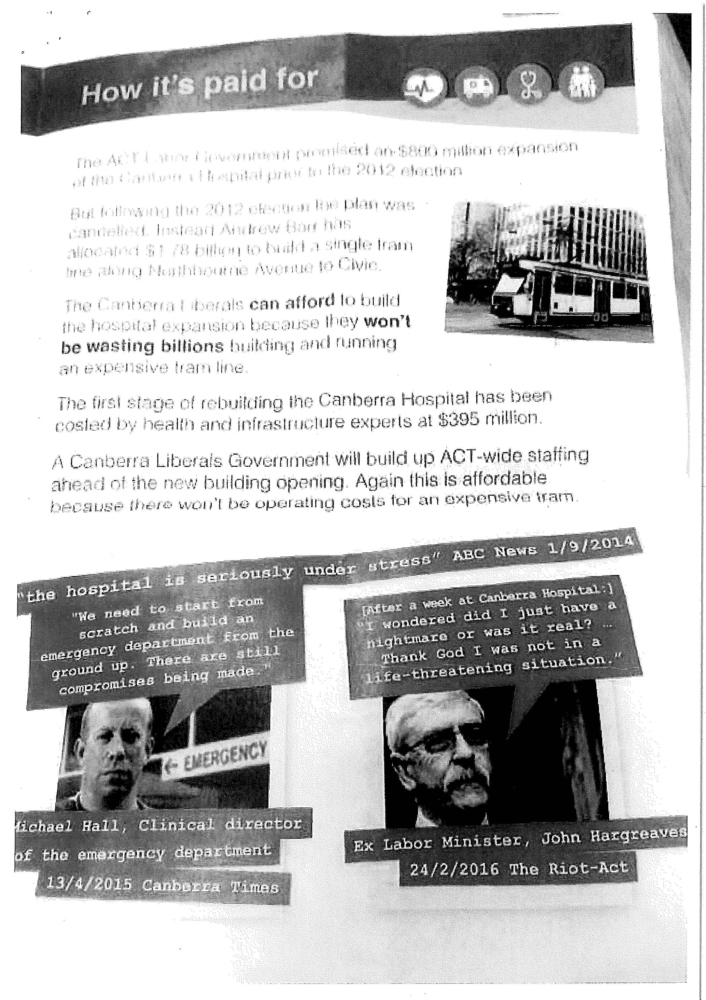 How it's paid for
The ACT Labor Government promised an $800 million expansion
of the Canberra Hospital prior to the 2012 election
But following the 2012 election the plan was
cancelled. Instead Andrew Barr has
allocated $1.78 billion to build a single tram
line along Northbourne Avenue to Civic.
The Canberra Liberals can afford to build
the hospital expansion because they won't
be wasting billions building and running
an expensive tram line.
The first stage of rebuilding the Canberra Hospital has been
costed by health and infrastructure experts at $395 million.
A Canberra Liberals Government will build up ACT-wide staffing
ahead of the new building opening. Again this is affordable
because there won't be operating costs for an expensive tram.
"the hospital is seriously under stress" ABC News 1/9/2014
"We need to start from
scratch and build an
emergency department from the
ground up. There are still
compromises being made."
← EMERGENCY
Michael Hall, Clinical director
of the emergency department
13/4/2015 Canberra Times
[After a week at Canberra Hospital:]
"I wondered did I just have a
nightmare or was it real? …
Thank God I was not in a
life-threatening situation."
Ex Labor Minister, John Hargreaves
24/2/2016 The Riot-Act